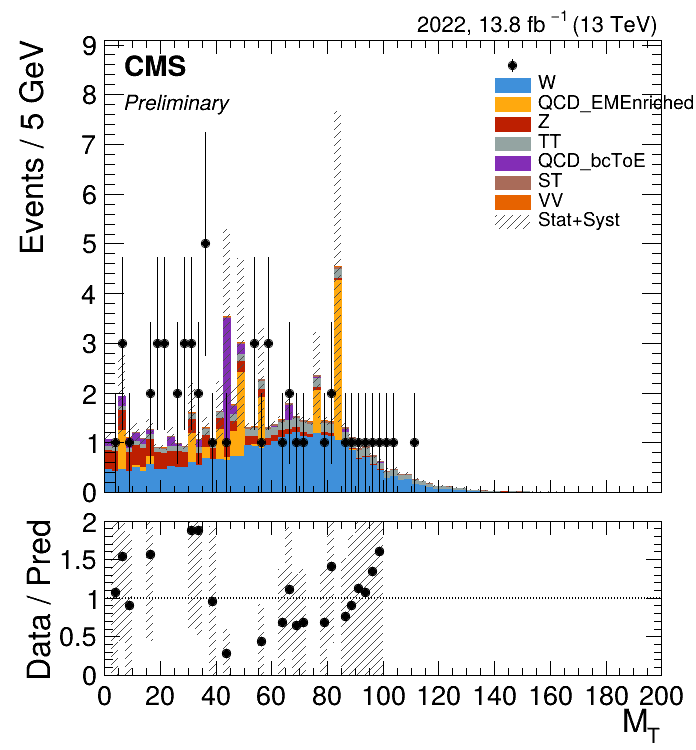 2022, 13.8 fb ⁻¹ (13 TeV)
CMS
Preliminary
W
QCD_EMEnriched
Z
TT
QCD_bcToE
ST
VV
Stat+Syst
Events / 5 GeV
9
8
7
6
5
4
3
2
1
0
Data / Pred
2
1.5
1
0.5
0
0 20 40 60 80 100 120 140 160 180 200
M_T